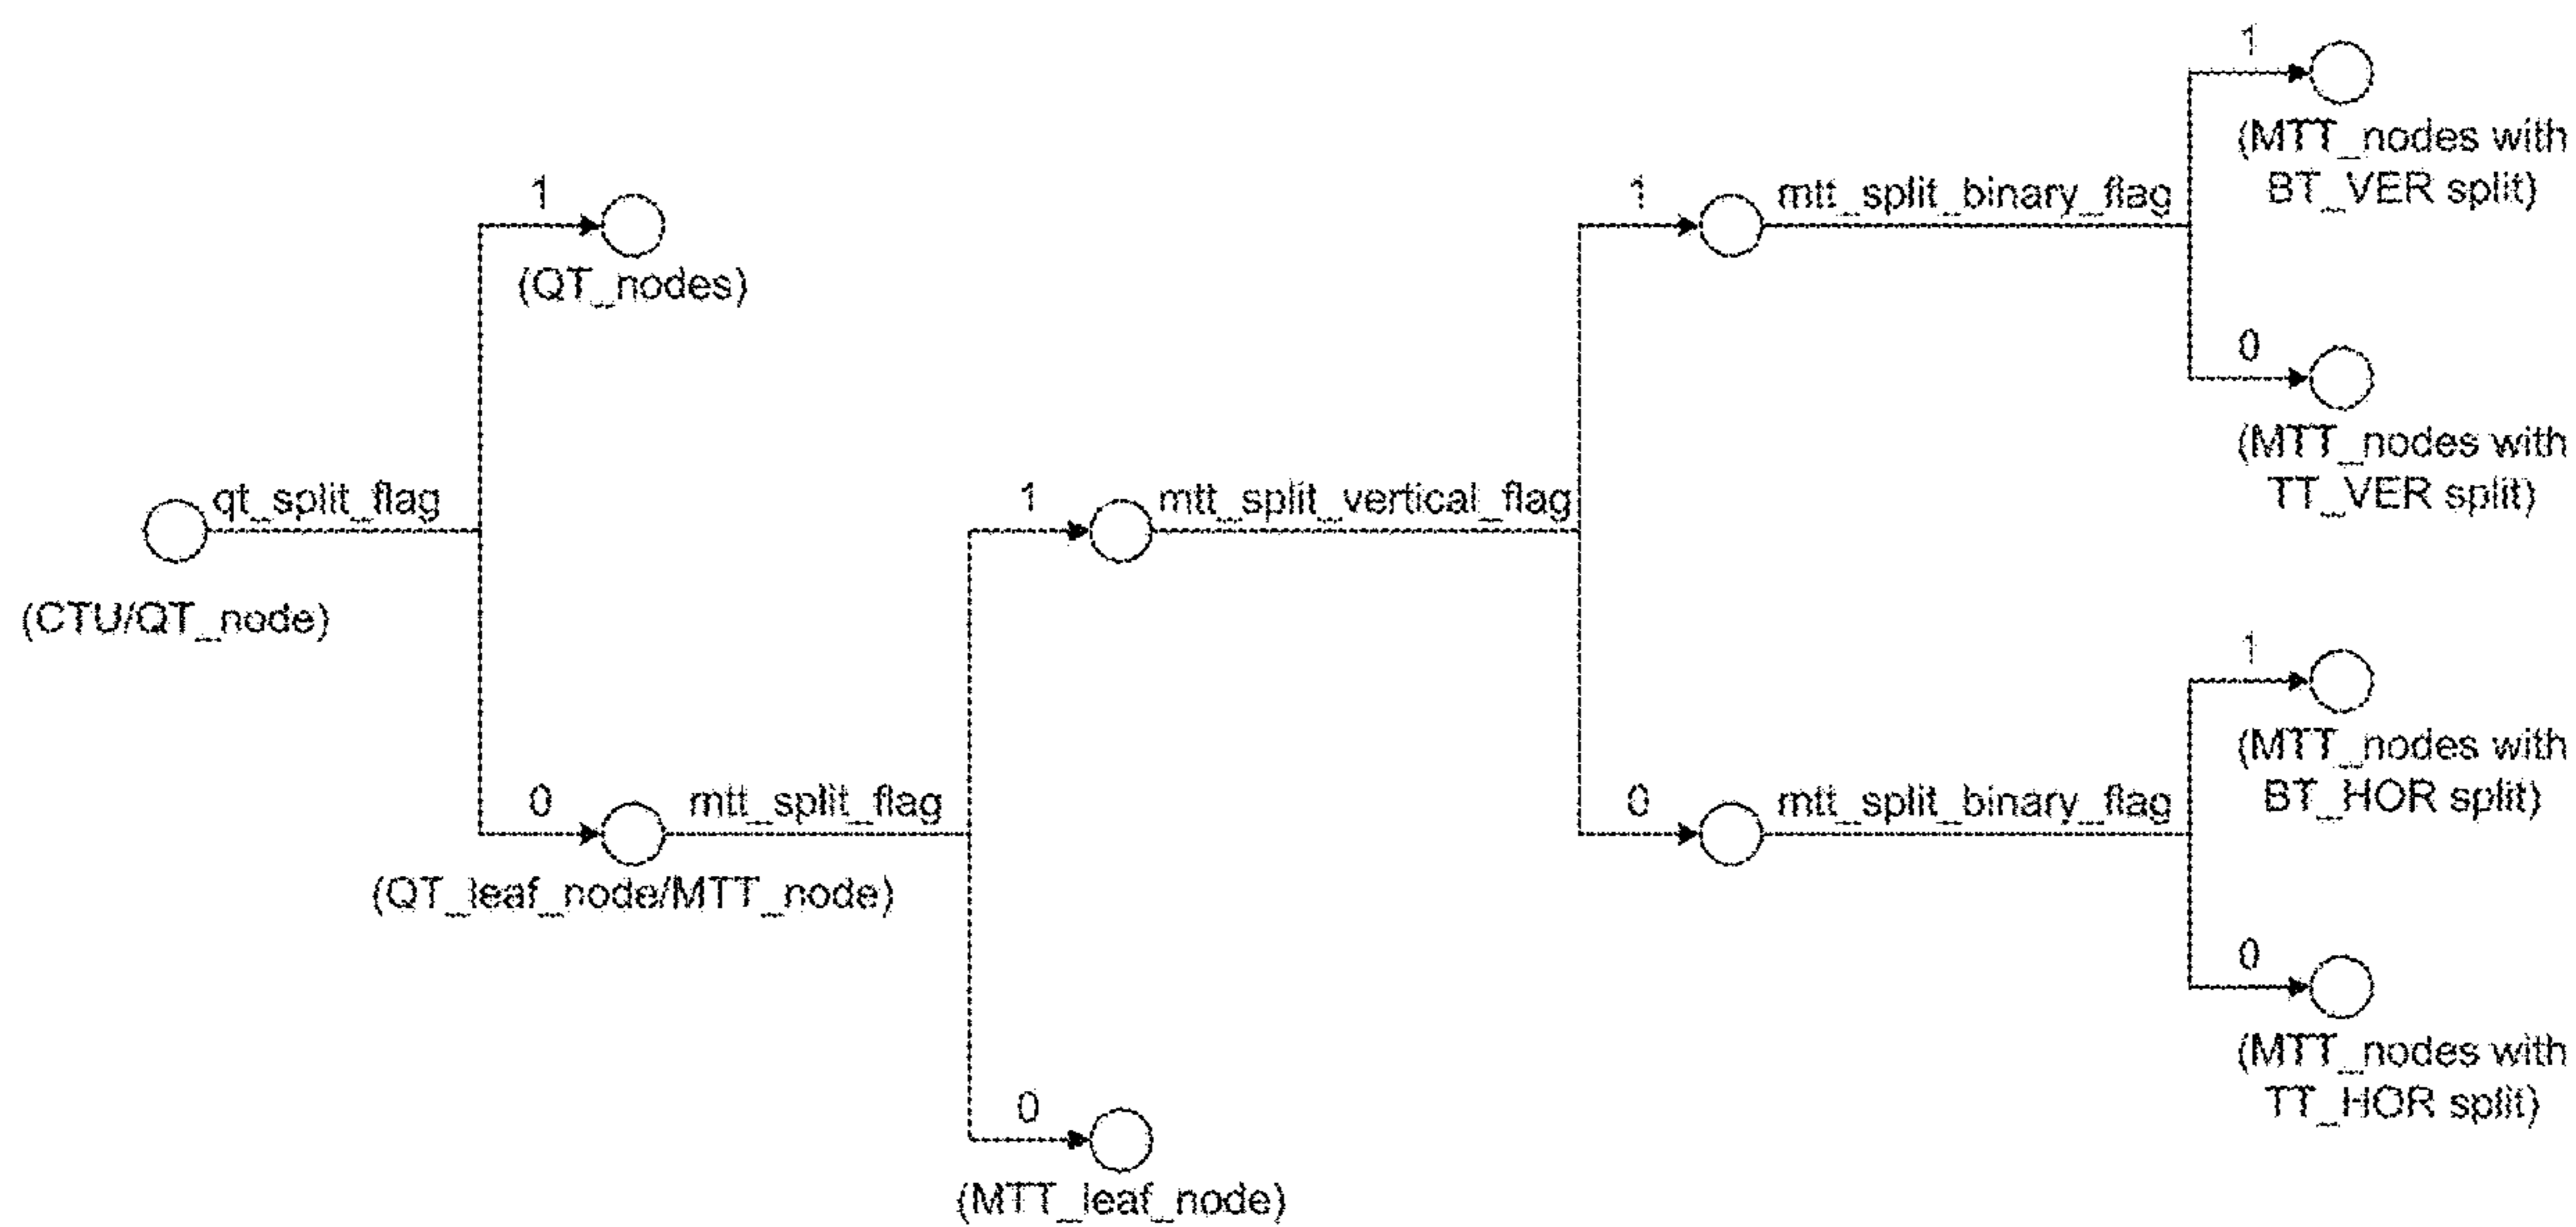 1
(MTT_nodes with
BT_VER split)
1
(QT_nodes)
1
mtt_split_binary_flag
0
(MTT_nodes with
TT_VER split)
qt_split_flag
(CTU/QT_node)
1
mtt_split_vertical_flag
1
(MTT_nodes with
BT_HOR split)
0
(QT_leaf_node/MTT_node)
mtt_split_flag
0
mtt_split_binary_flag
0
(MTT_nodes with
TT_HOR split)
0
(MTT_leaf_node)